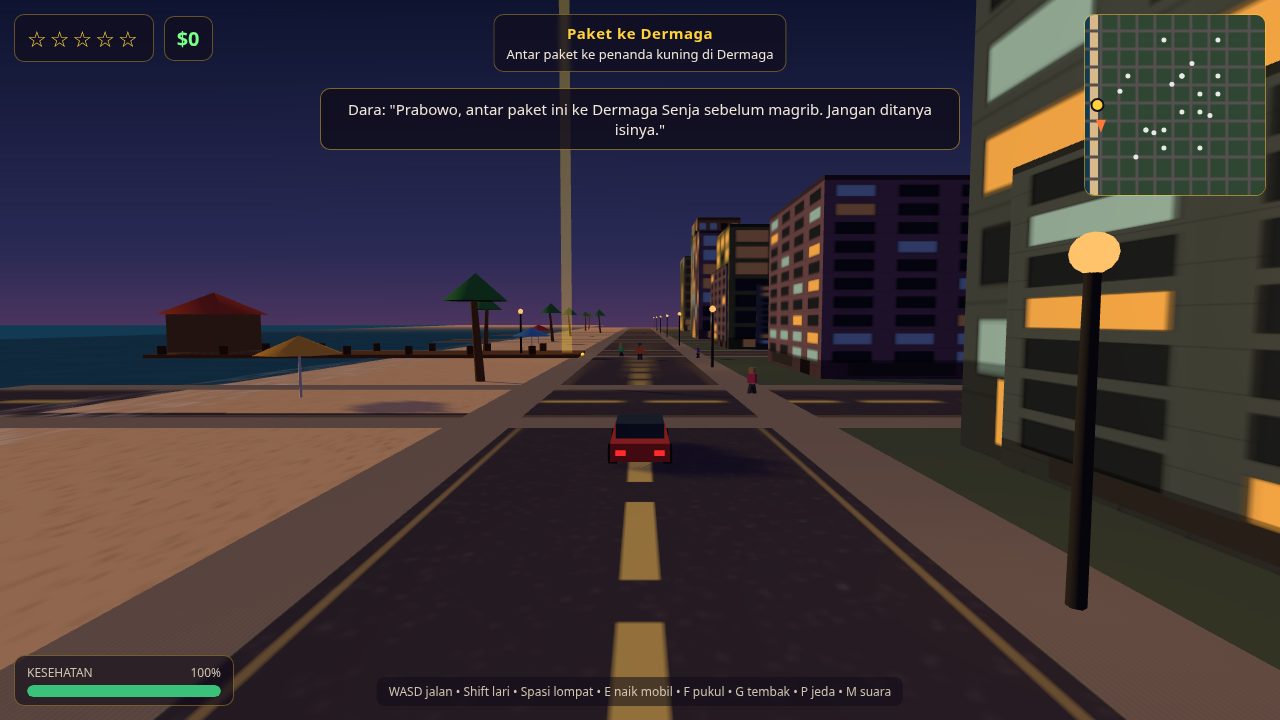 ☆☆☆☆☆
$0
Paket ke Dermaga
Antar paket ke penanda kuning di Dermaga
Dara: "Prabowo, antar paket ini ke Dermaga Senja sebelum magrib. Jangan ditanya
isinya."
KESEHATAN 100%
WASD jalan • Shift lari • Spasi lompat • E naik mobil • F pukul • G tembak • P jeda • M suara